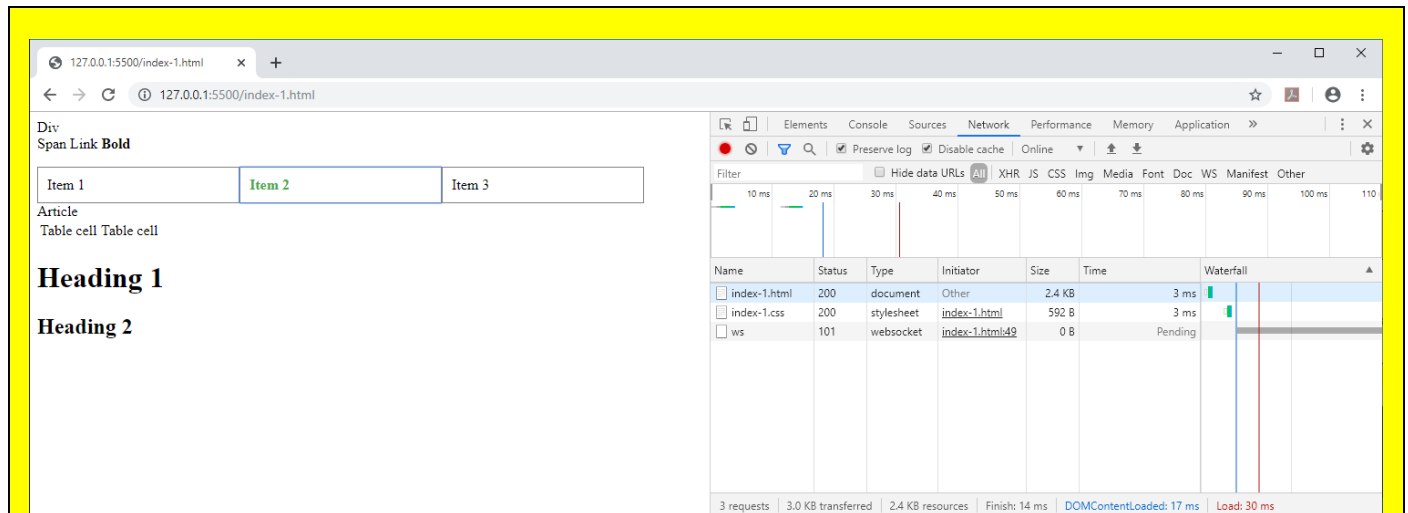 127.0.0.1:5500/index-1.html
127.0.0.1:5500/index-1.html
Div
Span Link Bold
Item 1 Item 2 Item 3
Article
Table cell Table cell
Heading 1
Heading 2
Elements Console Sources Network Performance Memory Application »
Preserve log Disable cache Online
Filter Hide data URLs All XHR JS CSS Img Media Font Doc WS Manifest Other
10 ms 20 ms 30 ms 40 ms 50 ms 60 ms 70 ms 80 ms 90 ms 100 ms 110
Name Status Type Initiator Size Time Waterfall
index-1.html 200 document Other 2.4 KB 3 ms
index-1.css 200 stylesheet index-1.html 592 B 3 ms
ws 101 websocket index-1.html:49 0 B Pending
3 requests 3.0 KB transferred 2.4 KB resources Finish: 14 ms DOMContentLoaded: 17 ms Load: 30 ms